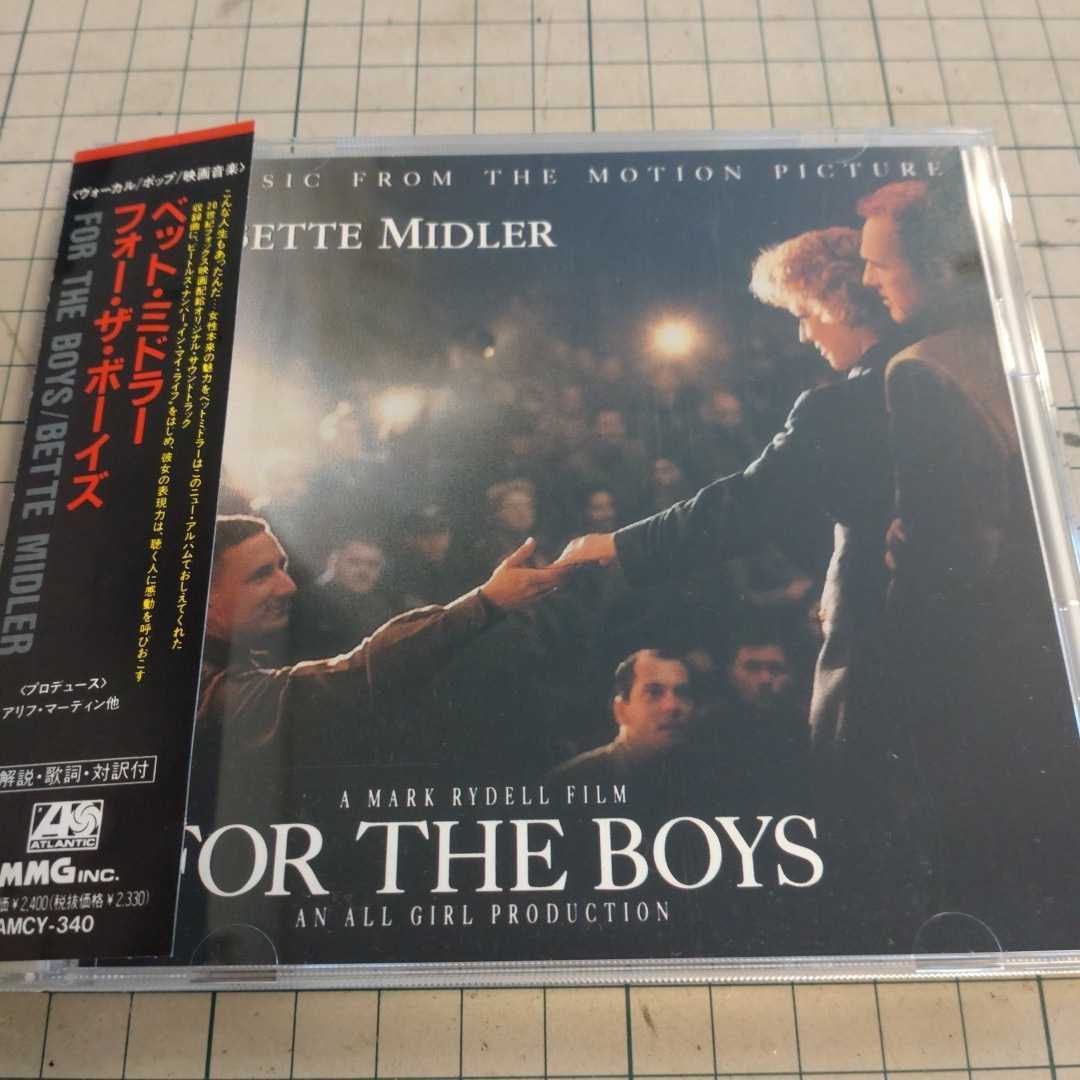 <ヴォーカル/ポップ/映画音楽>
ベット・ミドラー
フォー・ザ・ボーイズ
FOR THE BOYS/BETTE MIDLER
こんな人生もあったんだ…女性本来の魅力をベット・ミドラーはこのニュー・アルバムでおしえてくれた
20世紀フォックス映画配給オリジナル・サウンドトラック
収録曲に、ビートルズ・ナンバー“イン・マイ・ライフ”をはじめ、彼女の表現力は、聴く人に感動を呼びおこす
<プロデュース>
アリフ・マーティン他
解説・歌詞・対訳付
ATLANTIC
MMG INC.
価¥2,400(税抜価格¥2,330)
AMCY-340
SIC FROM THE MOTION PICTURE
BETTE MIDLER
A MARK RYDELL FILM
FOR THE BOYS
AN ALL GIRL PRODUCTION